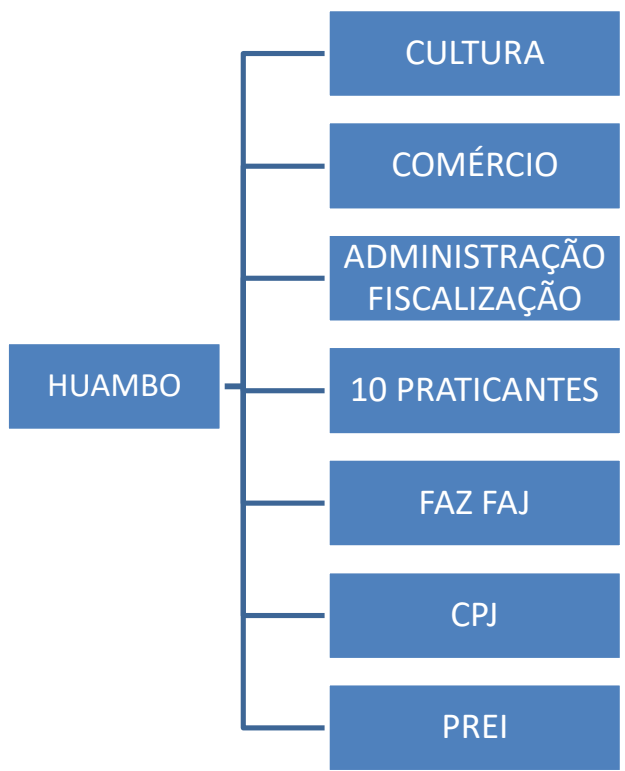 HUAMBO
CULTURA
COMÉRCIO
ADMINISTRAÇÃO
FISCALIZAÇÃO
10 PRATICANTES
FAZ FAJ
CPJ
PREI